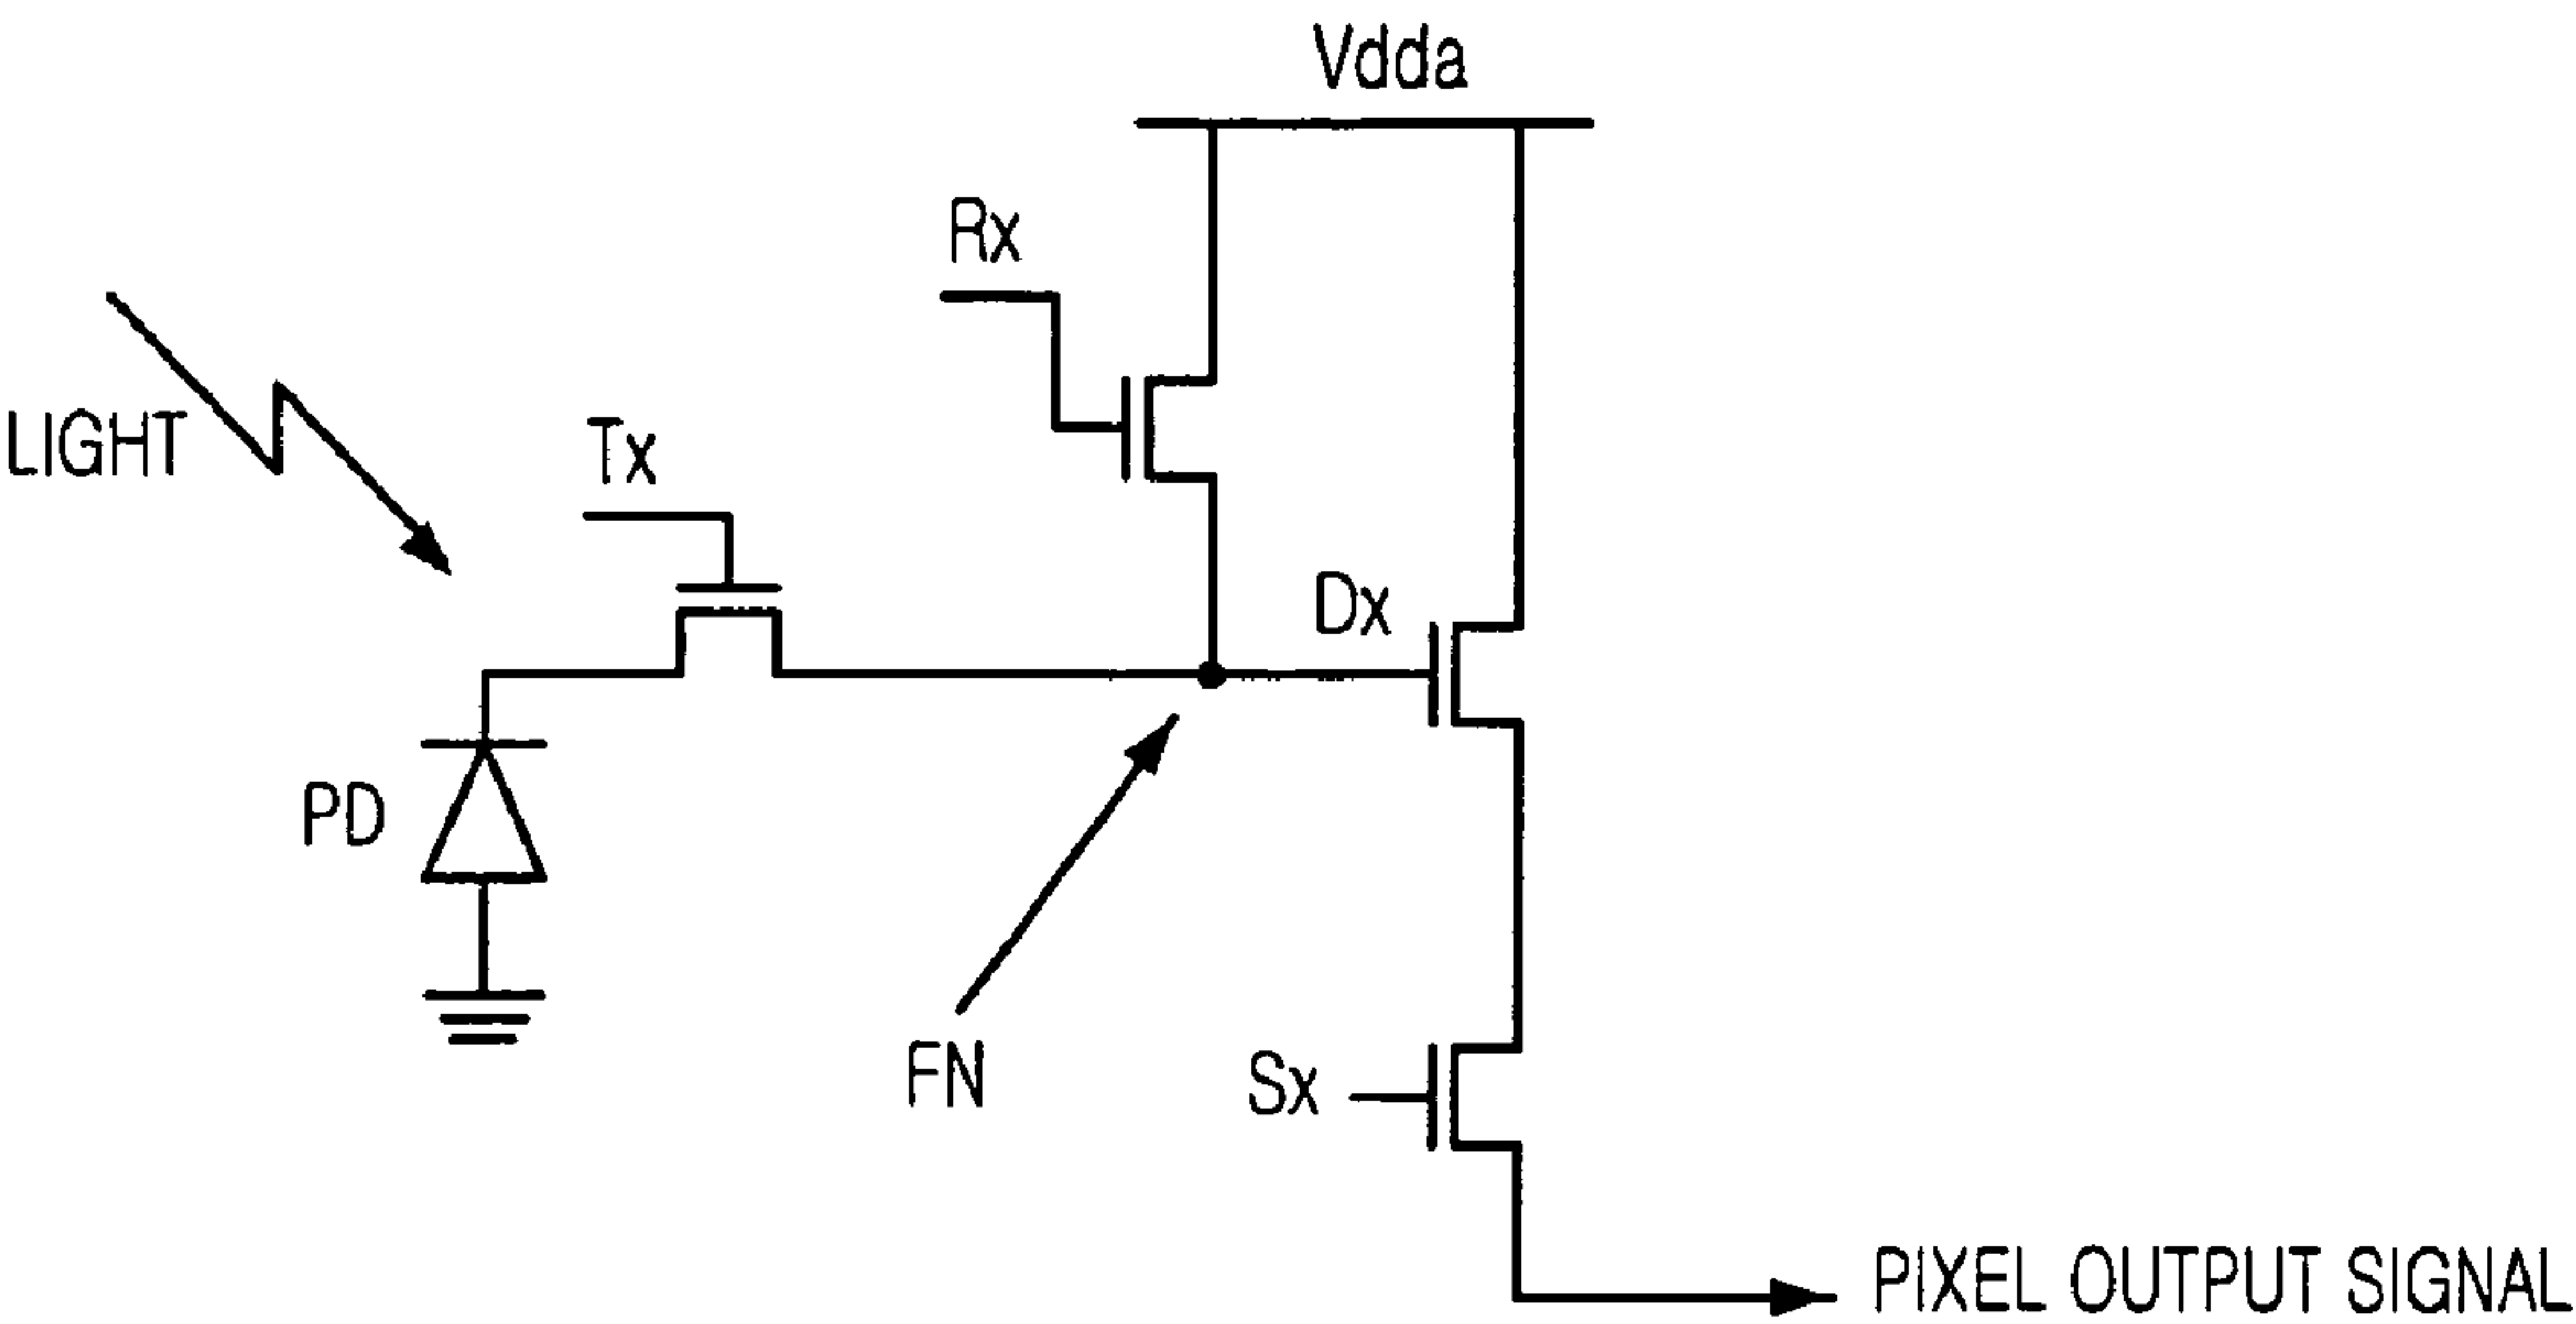 Vdda
Rx
LIGHT
Tx
Dx
PD
FN
Sx
PIXEL OUTPUT SIGNAL